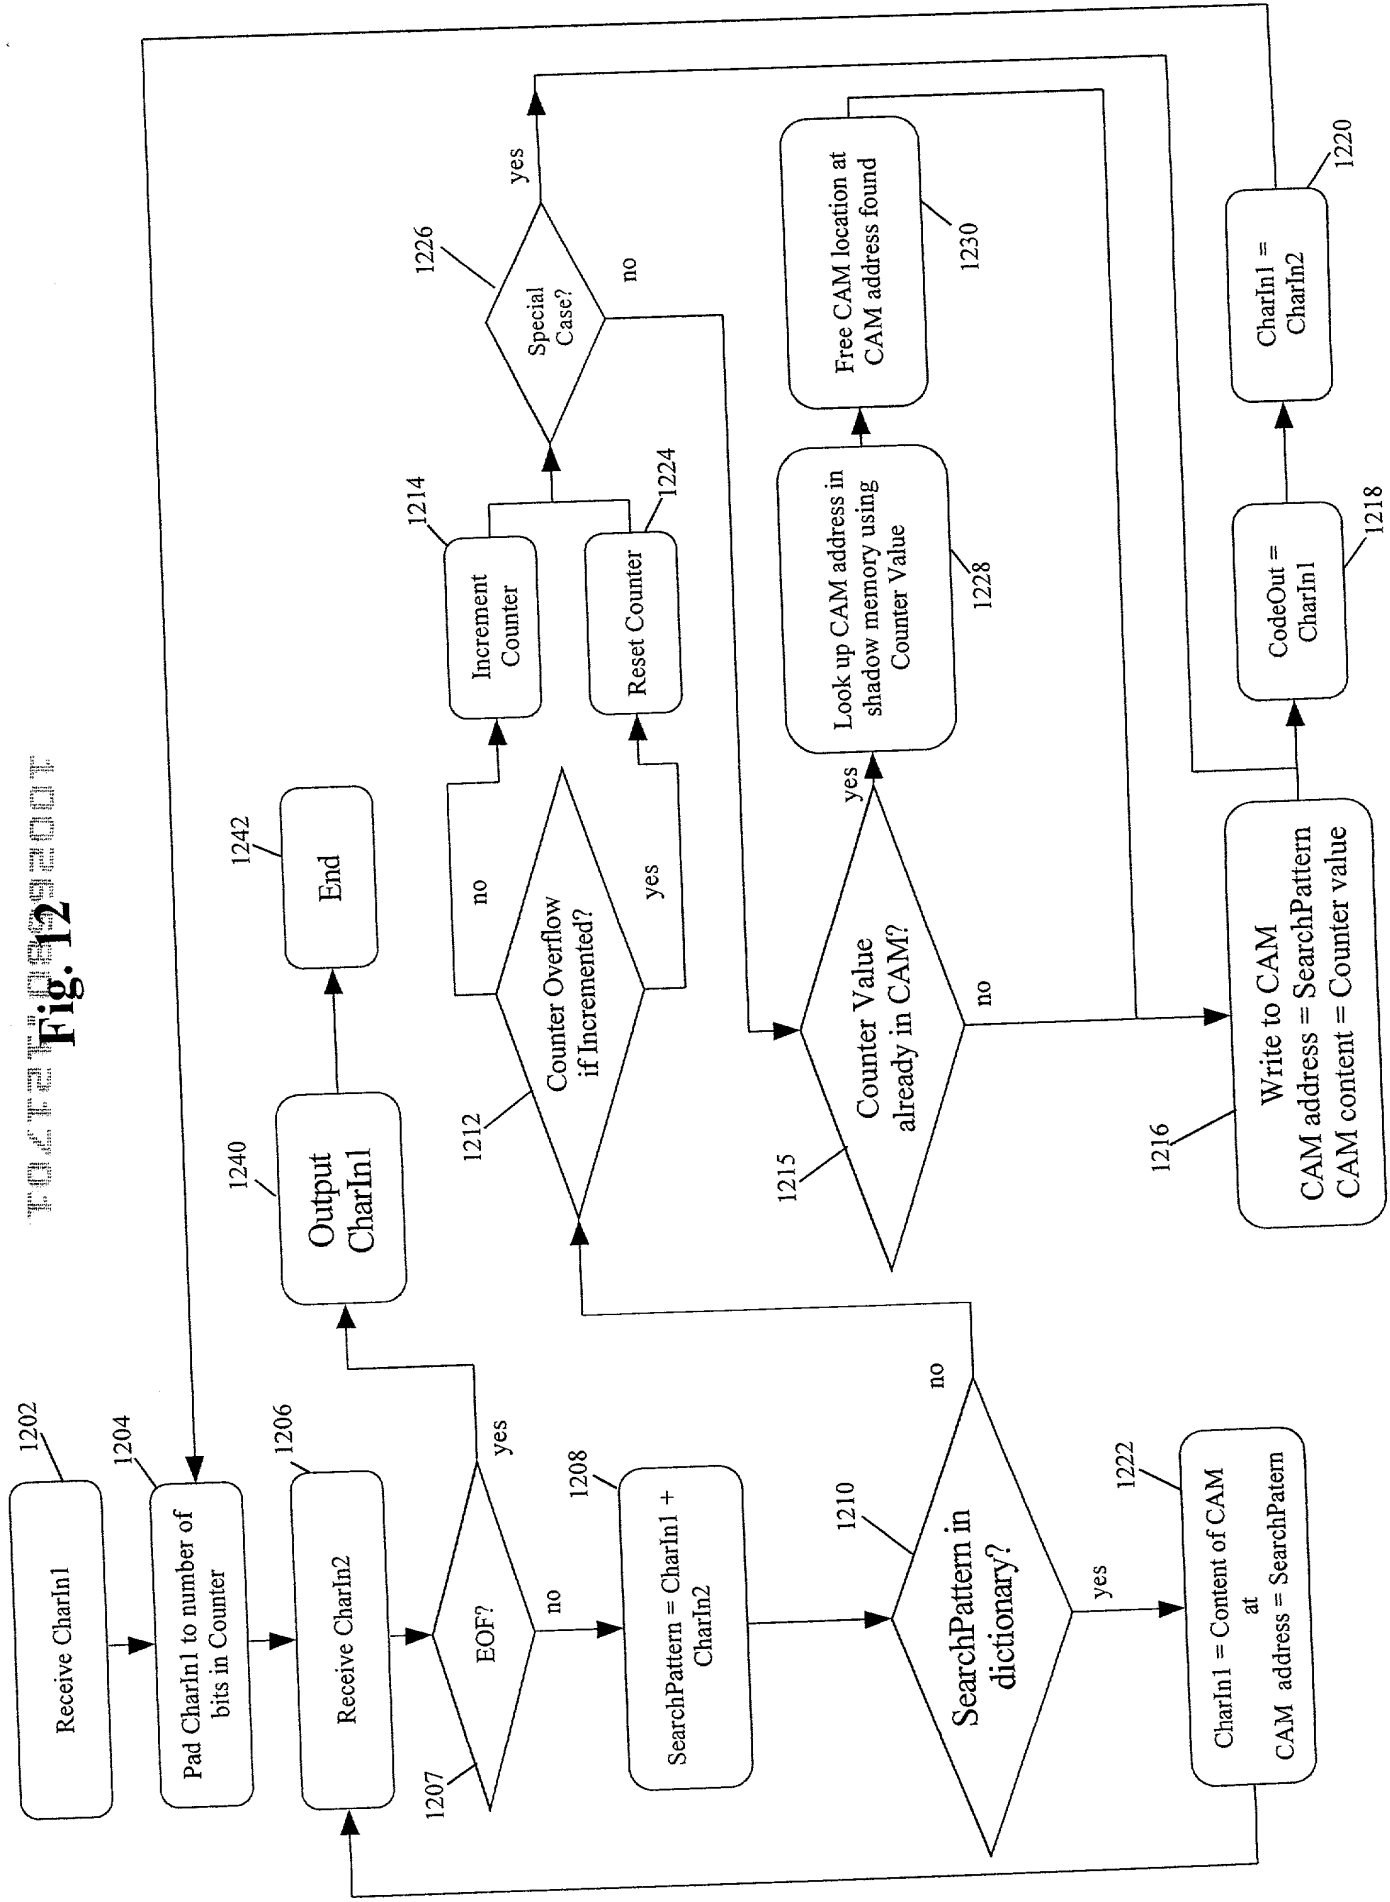 Fig. 12
1202
Receive CharIn1
1204
Pad CharIn1 to number of
bits in Counter
1206
Receive CharIn2
1207
EOF?
yes
no
1240
Output
CharIn1
1242
End
1208
SearchPattern = CharIn1 +
CharIn2
1210
SearchPattern in
dictionary?
no
yes
1222
CharIn1 = Content of CAM
at
CAM address = SearchPatern
1212
Counter Overflow
if Incremented?
no
yes
1214
Increment
Counter
1224
Reset Counter
1226
Special
Case?
yes
no
1215
Counter Value
already in CAM?
yes
no
1228
Look up CAM address in
shadow memory using
Counter Value
1230
Free CAM location at
CAM address found
1216
Write to CAM
CAM address = SearchPattern
CAM content = Counter value
1218
CodeOut =
CharIn1
1220
CharIn1 =
CharIn2